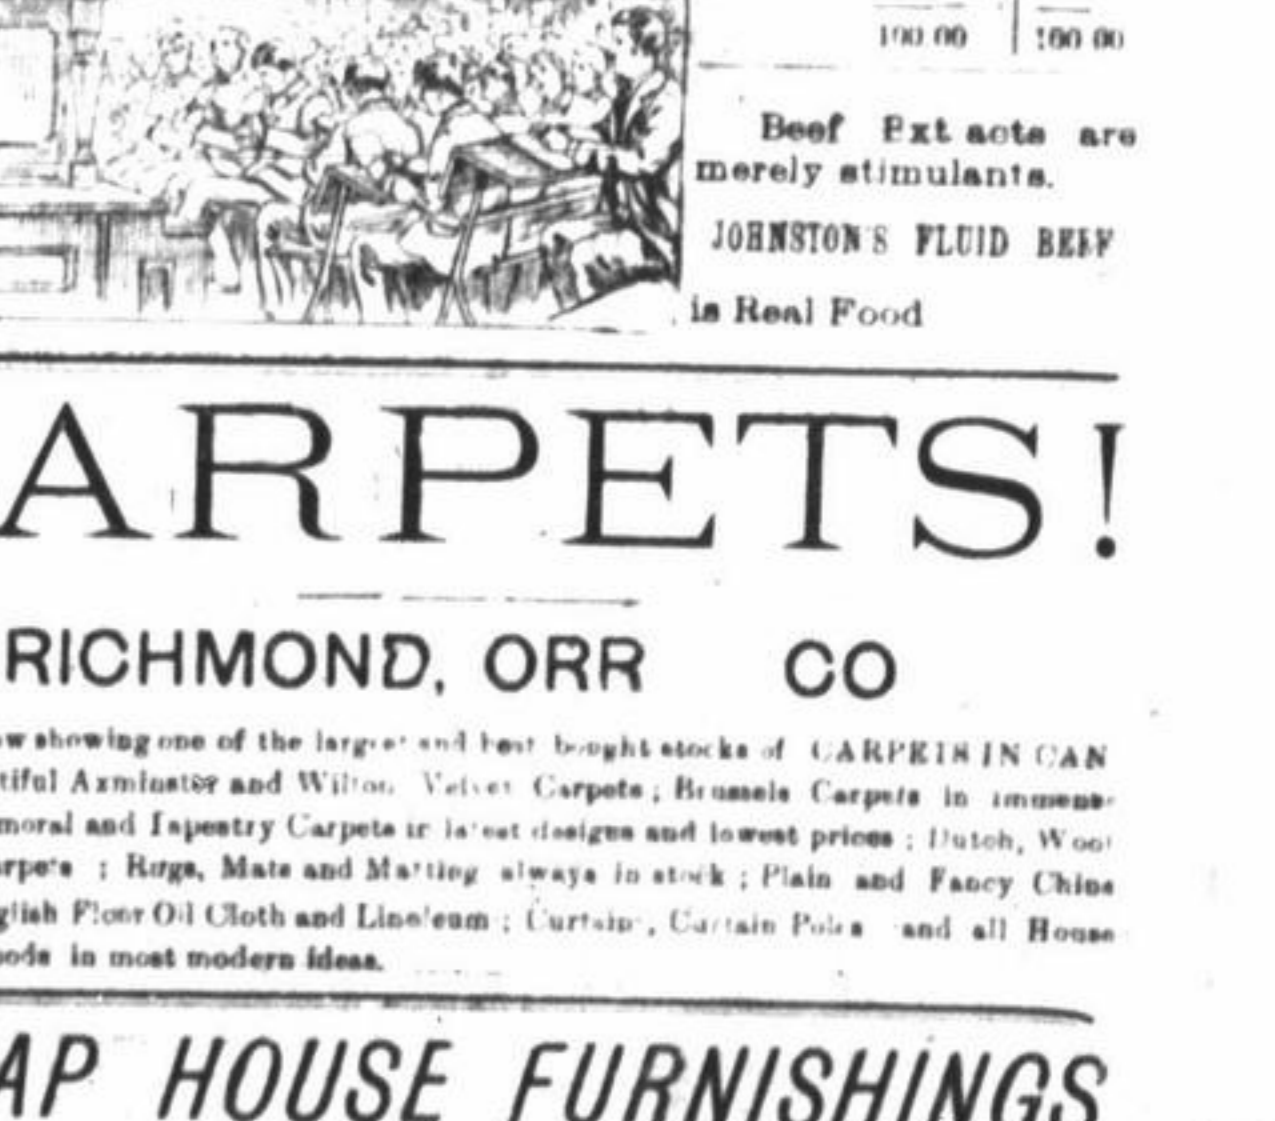 100 00 100 00
Beef Ext acts are
merely stimulants.
JOHNSTON'S FLUID BEEF
is Real Food
ARPETS!
RICHMOND, ORR CO
w showing one of the largest and best bought stocks of CARPETS IN CAN
tiful Axminster and Wilton Velvet Carpets; Brussels Carpets in immens
moral and Tapestry Carpets in latest designs and lowest prices; Dutch, Wool
rpets; Rugs, Mats and Matting always in stock; Plain and Fancy China
glish Floor Oil Cloth and Linoleum; Curtain, Curtain Poles and all House
oods in most modern ideas.
AP HOUSE FURNISHINGS